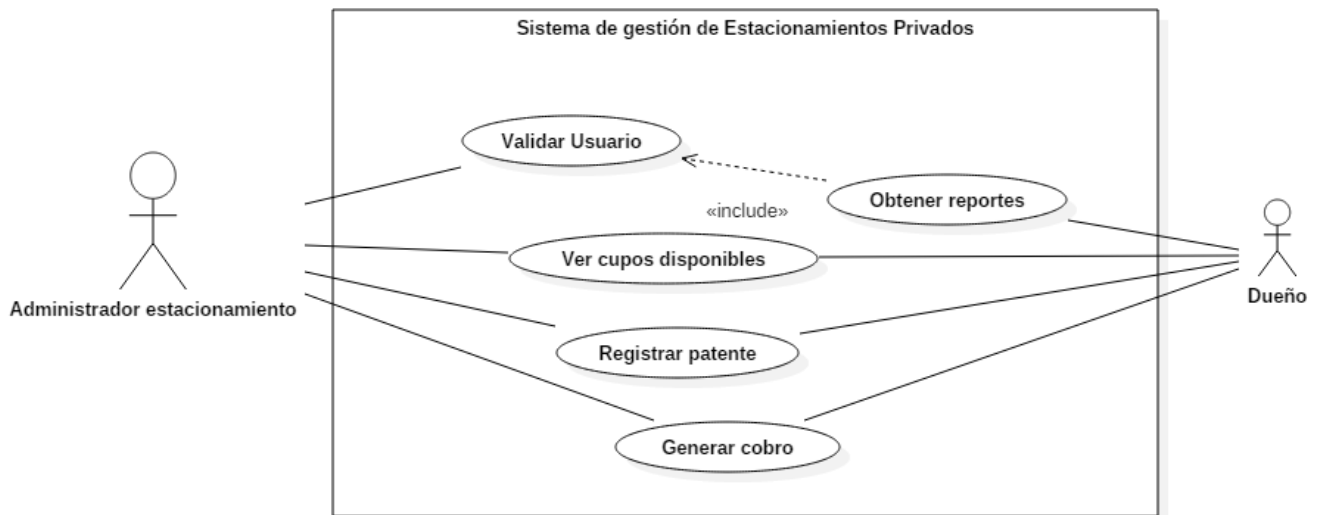 Sistema de gestión de Estacionamientos Privados
Validar Usuario
Obtener reportes
«include»
Ver cupos disponibles
Administrador estacionamiento
Dueño
Registrar patente
Generar cobro